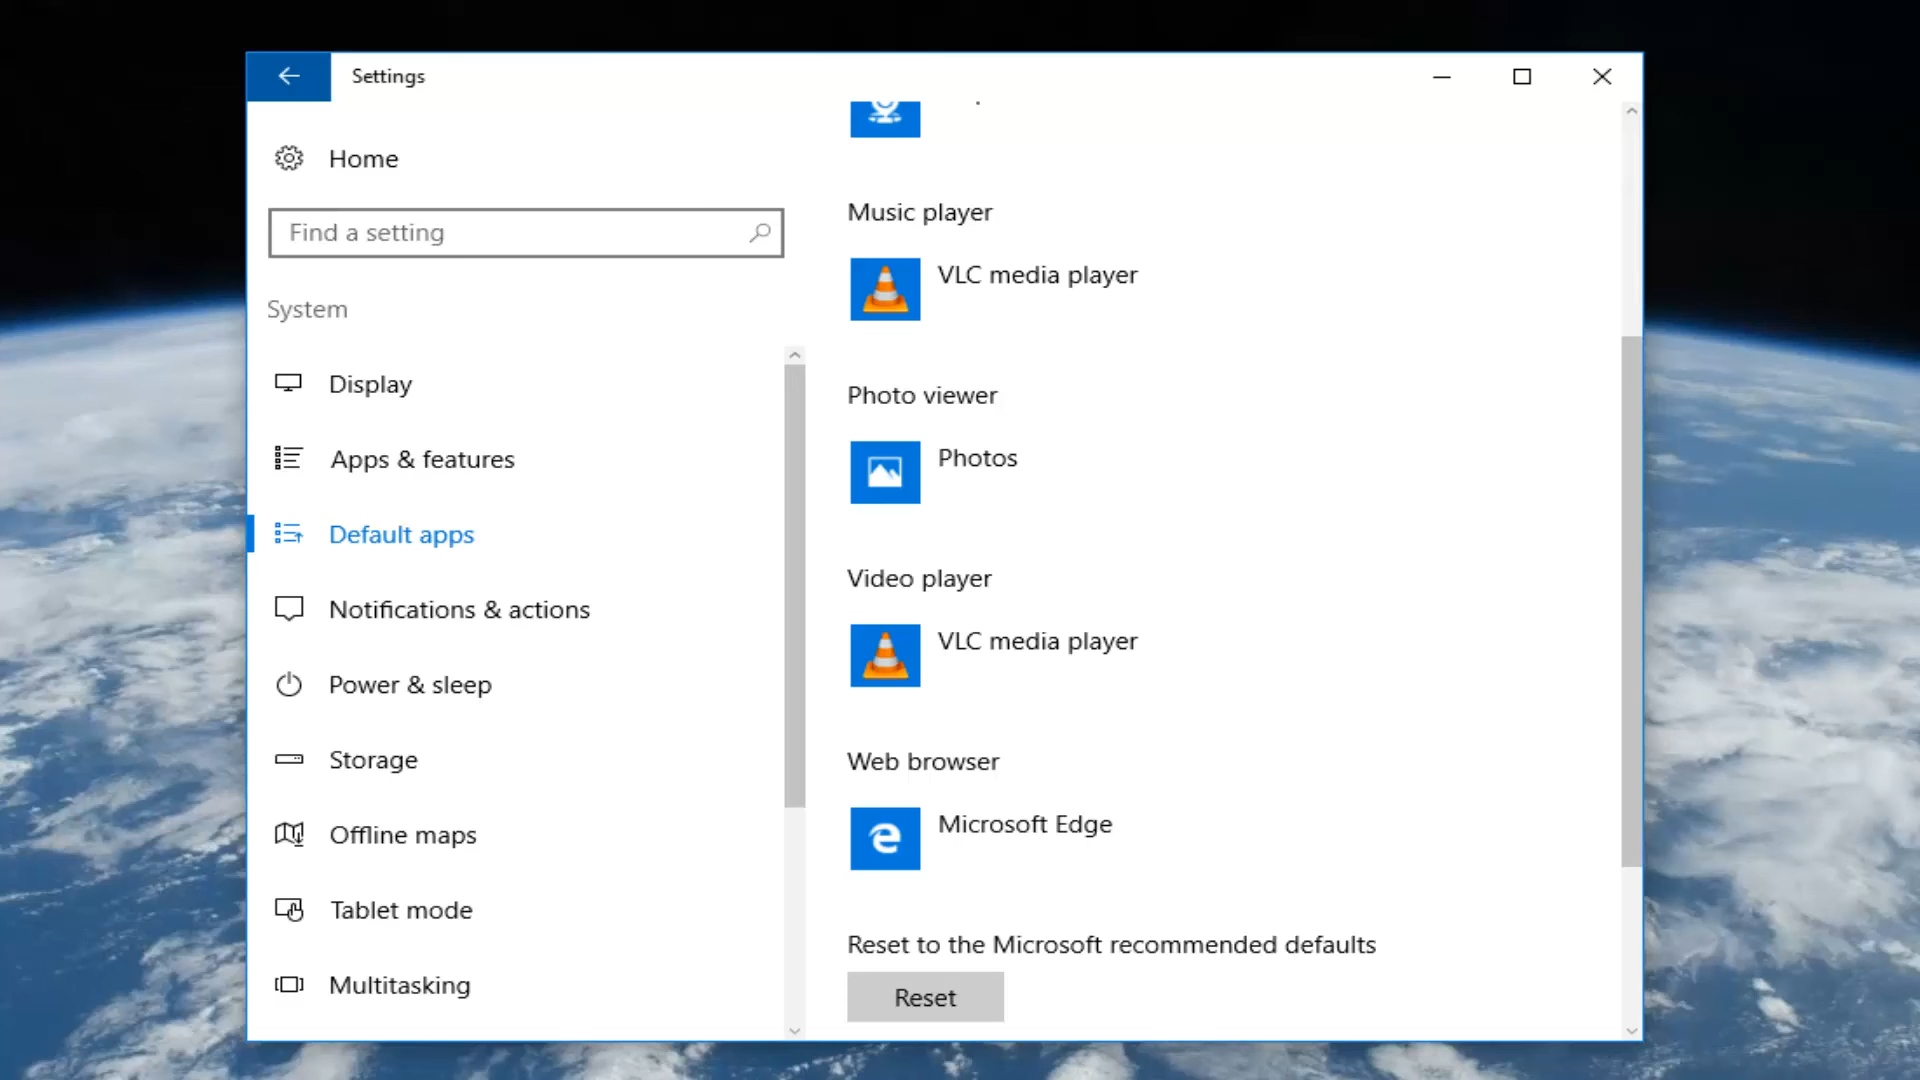 Settings
Home
Find a setting
System
Display
Apps & features
Default apps
Notifications & actions
Power & sleep
Storage
Offline maps
Tablet mode
Multitasking
Music player
VLC media player
Photo viewer
Photos
Video player
VLC media player
Web browser
Microsoft Edge
Reset to the Microsoft recommended defaults
Reset